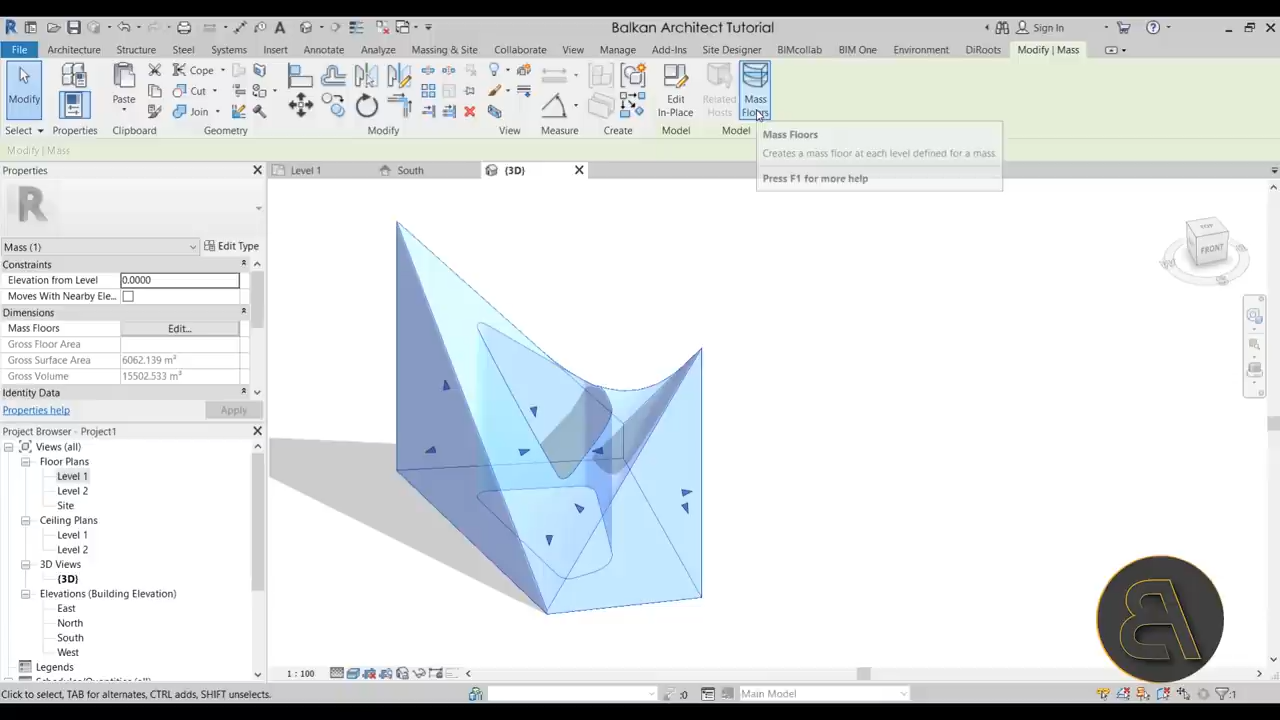 Balkan Architect Tutorial
Sign In
File Architecture Structure Steel Systems Insert Annotate Analyze Massing & Site Collaborate View Manage Add-Ins Site Designer BIMcollab BIM One Environment DiRoots Modify | Mass
Modify
Paste
Cope
Cut
Join
Edit
In-Place
Related
Hosts
Mass
Floors
Select Properties Clipboard Geometry Modify View Measure Create Model Model
Modify | Mass
Mass Floors
Creates a mass floor at each level defined for a mass.
Press F1 for more help
Properties
Level 1
South
{3D}
R
Mass (1)
Edit Type
Constraints
Elevation from Level 0.0000
Moves With Nearby Ele...
Dimensions
Mass Floors Edit...
Gross Floor Area
Gross Surface Area 6062.139 m²
Gross Volume 15502.533 m³
Identity Data
Properties help
Apply
Project Browser - Project1
Views (all)
Floor Plans
Level 1
Level 2
Site
Ceiling Plans
Level 1
Level 2
3D Views
{3D}
Elevations (Building Elevation)
East
North
South
West
Legends
TOP
FRONT
1 : 100
Click to select, TAB for alternates, CTRL adds, SHIFT unselects.
:0
Main Model
:1